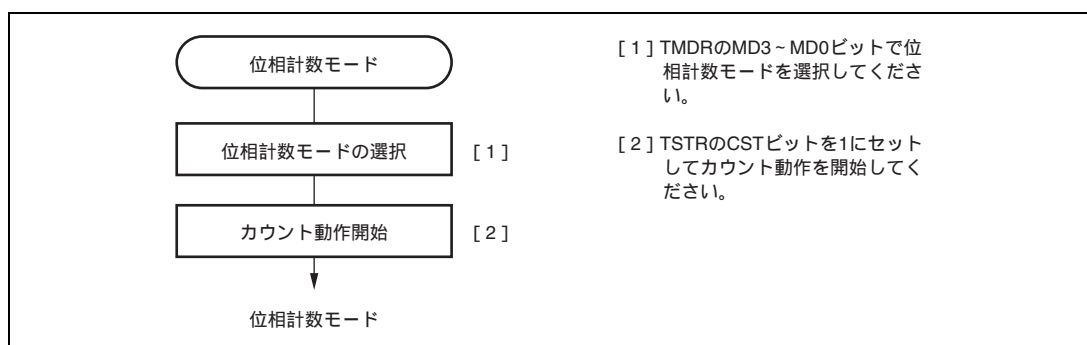 位相計数モード
位相計数モードの選択
[ 1 ]
カウント動作開始
[ 2 ]
位相計数モード
[ 1 ] TMDRのMD3～MD0ビットで位
相計数モードを選択してくださ
い。
[ 2 ] TSTRのCSTビットを1にセット
してカウント動作を開始してく
ださい。